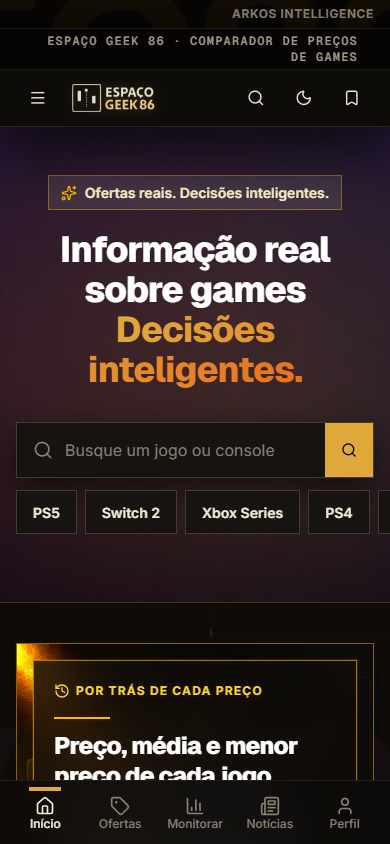 ARKOS INTELLIGENCE
ESPAÇO GEEK 86 · COMPARADOR DE PREÇOS
DE GAMES
ESPAÇO
GEEK 86
Ofertas reais. Decisões inteligentes.
Informação real
sobre games
Decisões
inteligentes.
Busque um jogo ou console
PS5
Switch 2
Xbox Series
PS4
POR TRÁS DE CADA PREÇO
Preço, média e menor
preço de cada jogo
Início
Ofertas
Monitorar
Notícias
Perfil